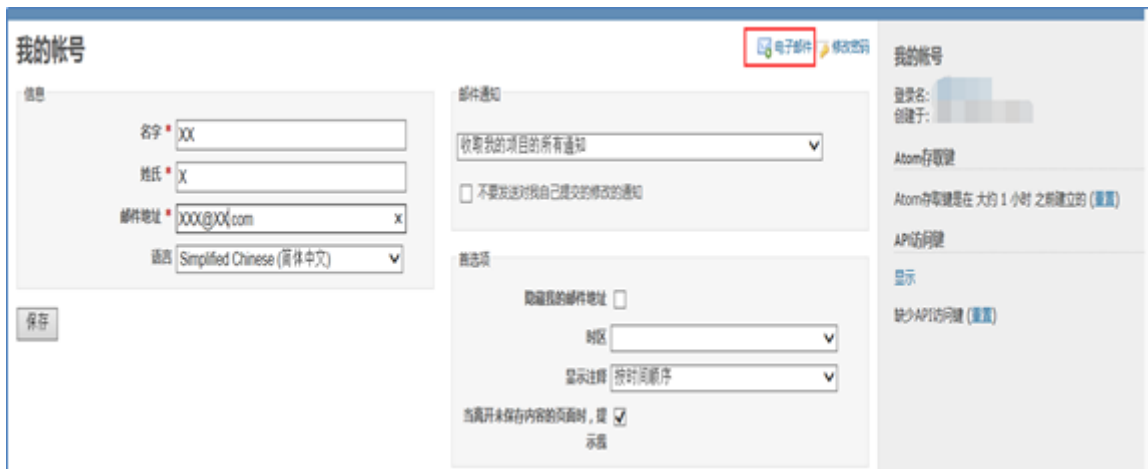 我的帐号
电子邮件 修改密码
信息
名字 * XX
姓氏 * X
邮件地址 * XXX@XX.com x
语言 Simplified Chinese (简体中文)
保存
邮件通知
收取我的项目的所有通知
不要发送对我自己提交的修改的通知
首选项
隐藏我的邮件地址
时区
显示注释 按时间顺序
当离开未保存内容的页面时，提
示我
我的帐号
登录名:
创建于:
Atom存取键
Atom存取键是在 大约 1 小时 之前建立的 (重置)
API访问键
显示
缺少API访问键 (重置)